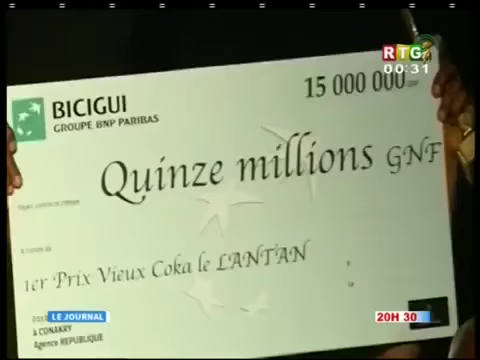 RTG
00:31
BICIGUI
GROUPE BNP PARIBAS
15 000 000
Quinze millions GNF
1er Prix Vieux Coka le LANTAN
à CONAKRY
Agence REPUBLIQUE
LE JOURNAL
20H 30